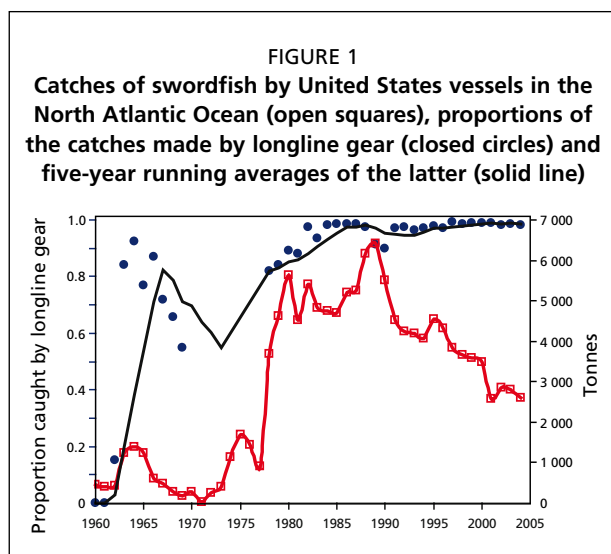 FIGURE 1
Catches of swordfish by United States vessels in the
North Atlantic Ocean (open squares), proportions of
the catches made by longline gear (closed circles) and
five-year running averages of the latter (solid line)
Proportion caught by longline gear
1.0
0.8
0.6
0.4
0.2
0
7 000
6 000
5 000
4 000
3 000
2 000
1 000
0
Tonnes
1960 1965 1970 1975 1980 1985 1990 1995 2000 2005